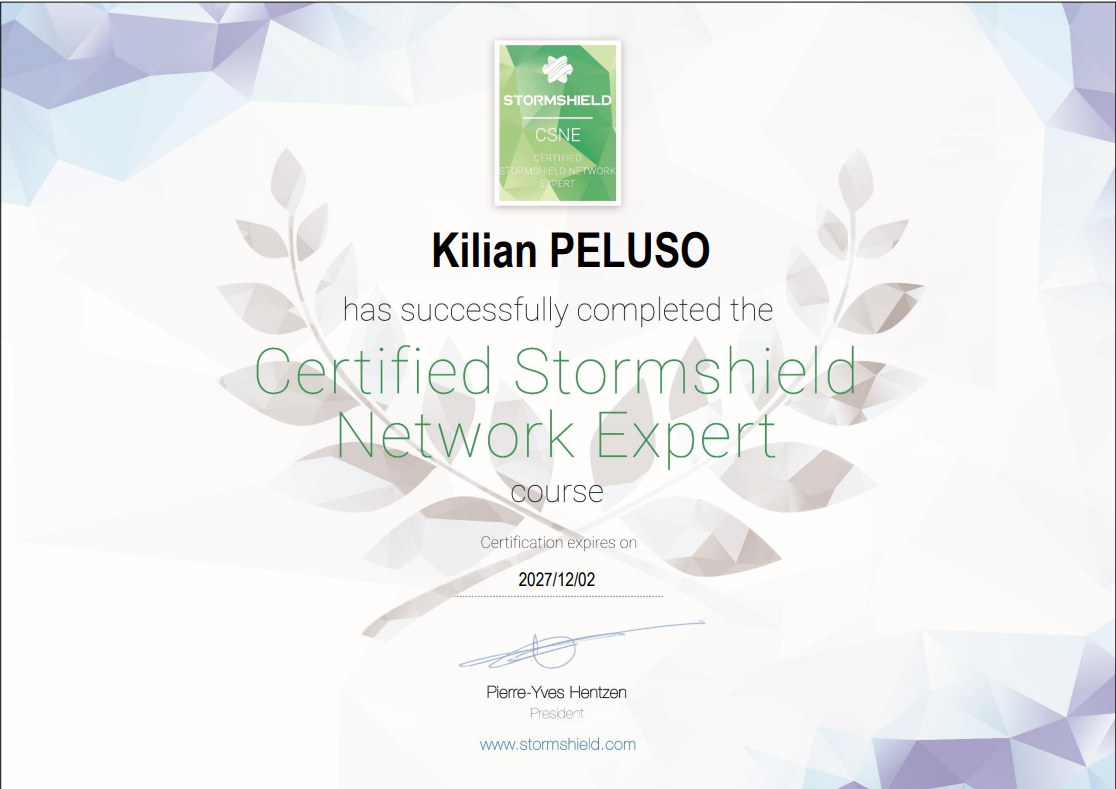 STORMSHIELD
CSNE
CERTIFIED
STORMSHIELD NETWORK
EXPERT
Kilian PELUSO
has successfully completed the
Certified Stormshield
Network Expert
course
Certification expires on
2027/12/02
Pierre-Yves Hentzen
President
www.stormshield.com